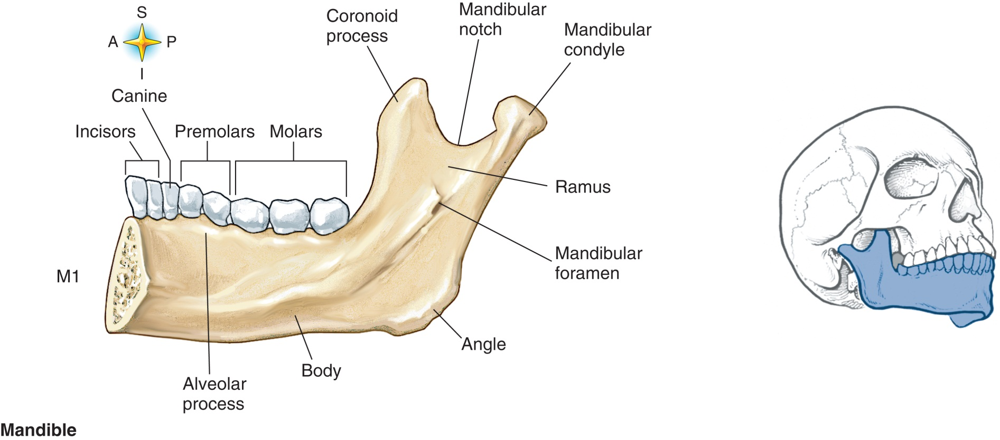 S
A
P
I
Canine
Incisors
Premolars
Molars
Coronoid
process
Mandibular
notch
Mandibular
condyle
Ramus
Mandibular
foramen
M1
Angle
Body
Alveolar
process
Mandible